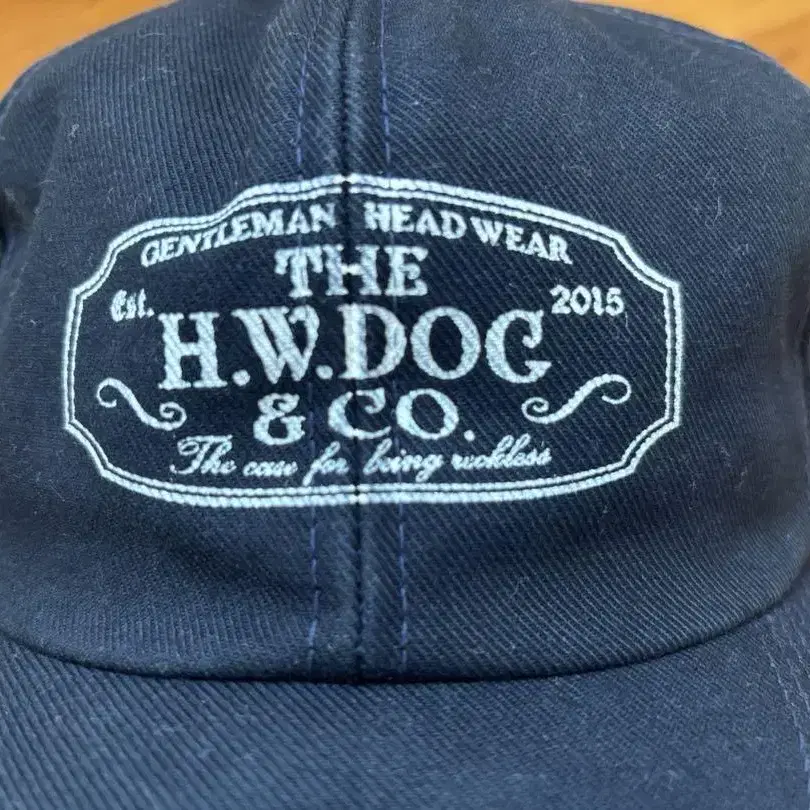 GENTLEMAN HEAD WEAR
THE
Est. 2015
H.W.DOG
& CO.
The case for being reckless